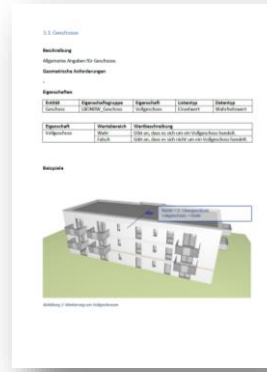 3.3. Geschosse
Beschreibung
Allgemeine Angaben für Geschosse.
Geometrische Anforderungen
-
Eigenschaften
Entität Eigenschaftsgruppe Eigenschaft Listentyp Datentyp
Geschoss Vollgeschoss Einzelwert Wahrheitswert
Eigenschaft Wertebereich Wertbeschreibung
Vollgeschoss Wahr Gibt an, dass es sich um ein Vollgeschoss handelt.
Falsch Gibt an, dass es sich nicht um ein Vollgeschoss handelt.
Beispiele